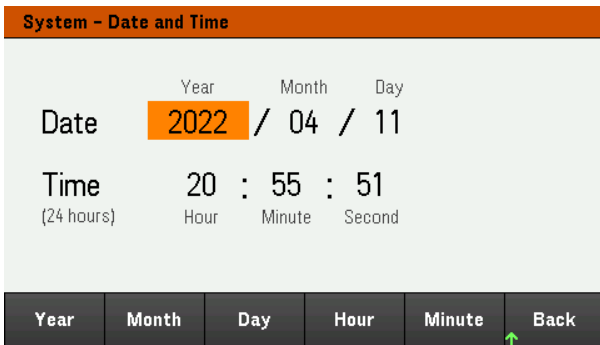 System – Date and Time
Year Month Day
Date 2022 / 04 / 11
Time 20 : 55 : 51
(24 hours) Hour Minute Second
Year Month Day Hour Minute Back